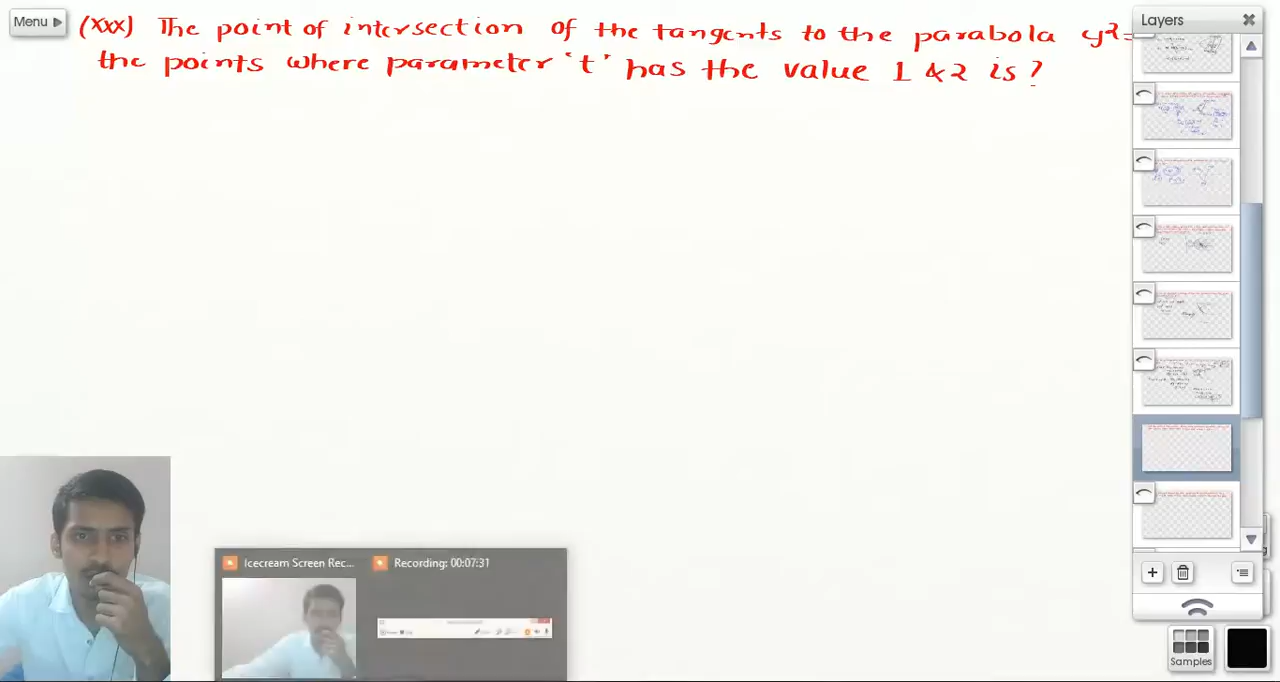 Menu
Layers
(xxx) The point of intersection of the tangents to the parabola y²=
the points where parameter 't' has the value 1 & 2 is?
Icecream Screen Rec...
Recording: 00:07:31
Samples